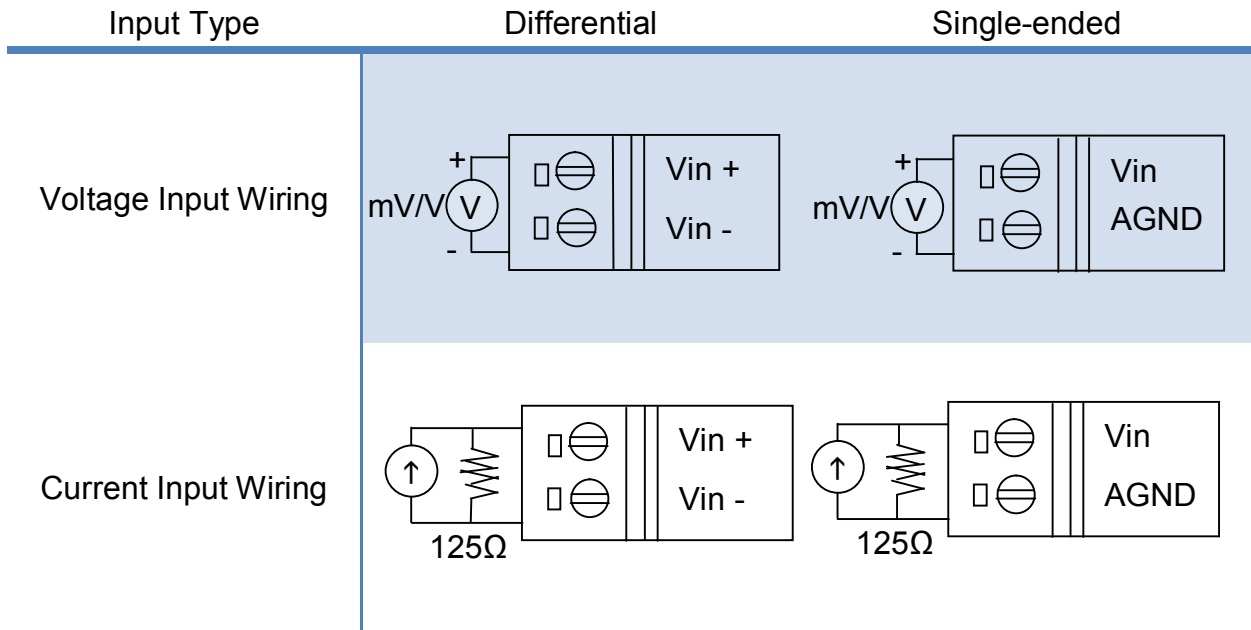 Input Type Differential Single-ended
Voltage Input Wiring
+
mV/V
V
-
Vin +
Vin -
+
mV/V
V
-
Vin
AGND
Current Input Wiring
↑
125Ω
Vin +
Vin -
↑
125Ω
Vin
AGND